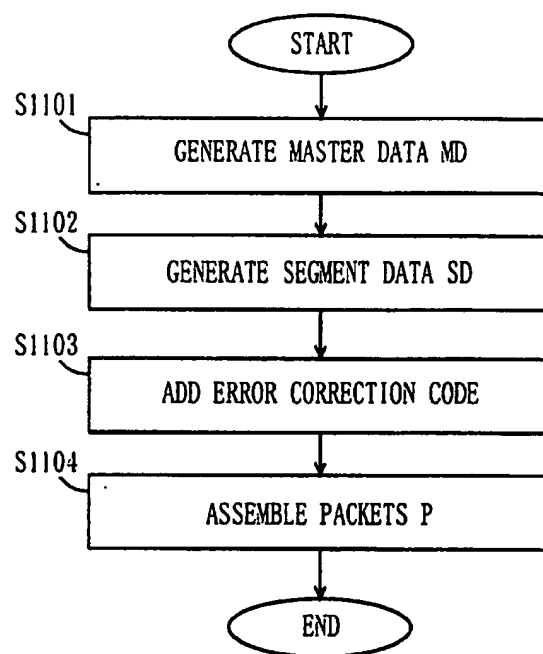 START
S1101
GENERATE MASTER DATA MD
S1102
GENERATE SEGMENT DATA SD
S1103
ADD ERROR CORRECTION CODE
S1104
ASSEMBLE PACKETS P
END